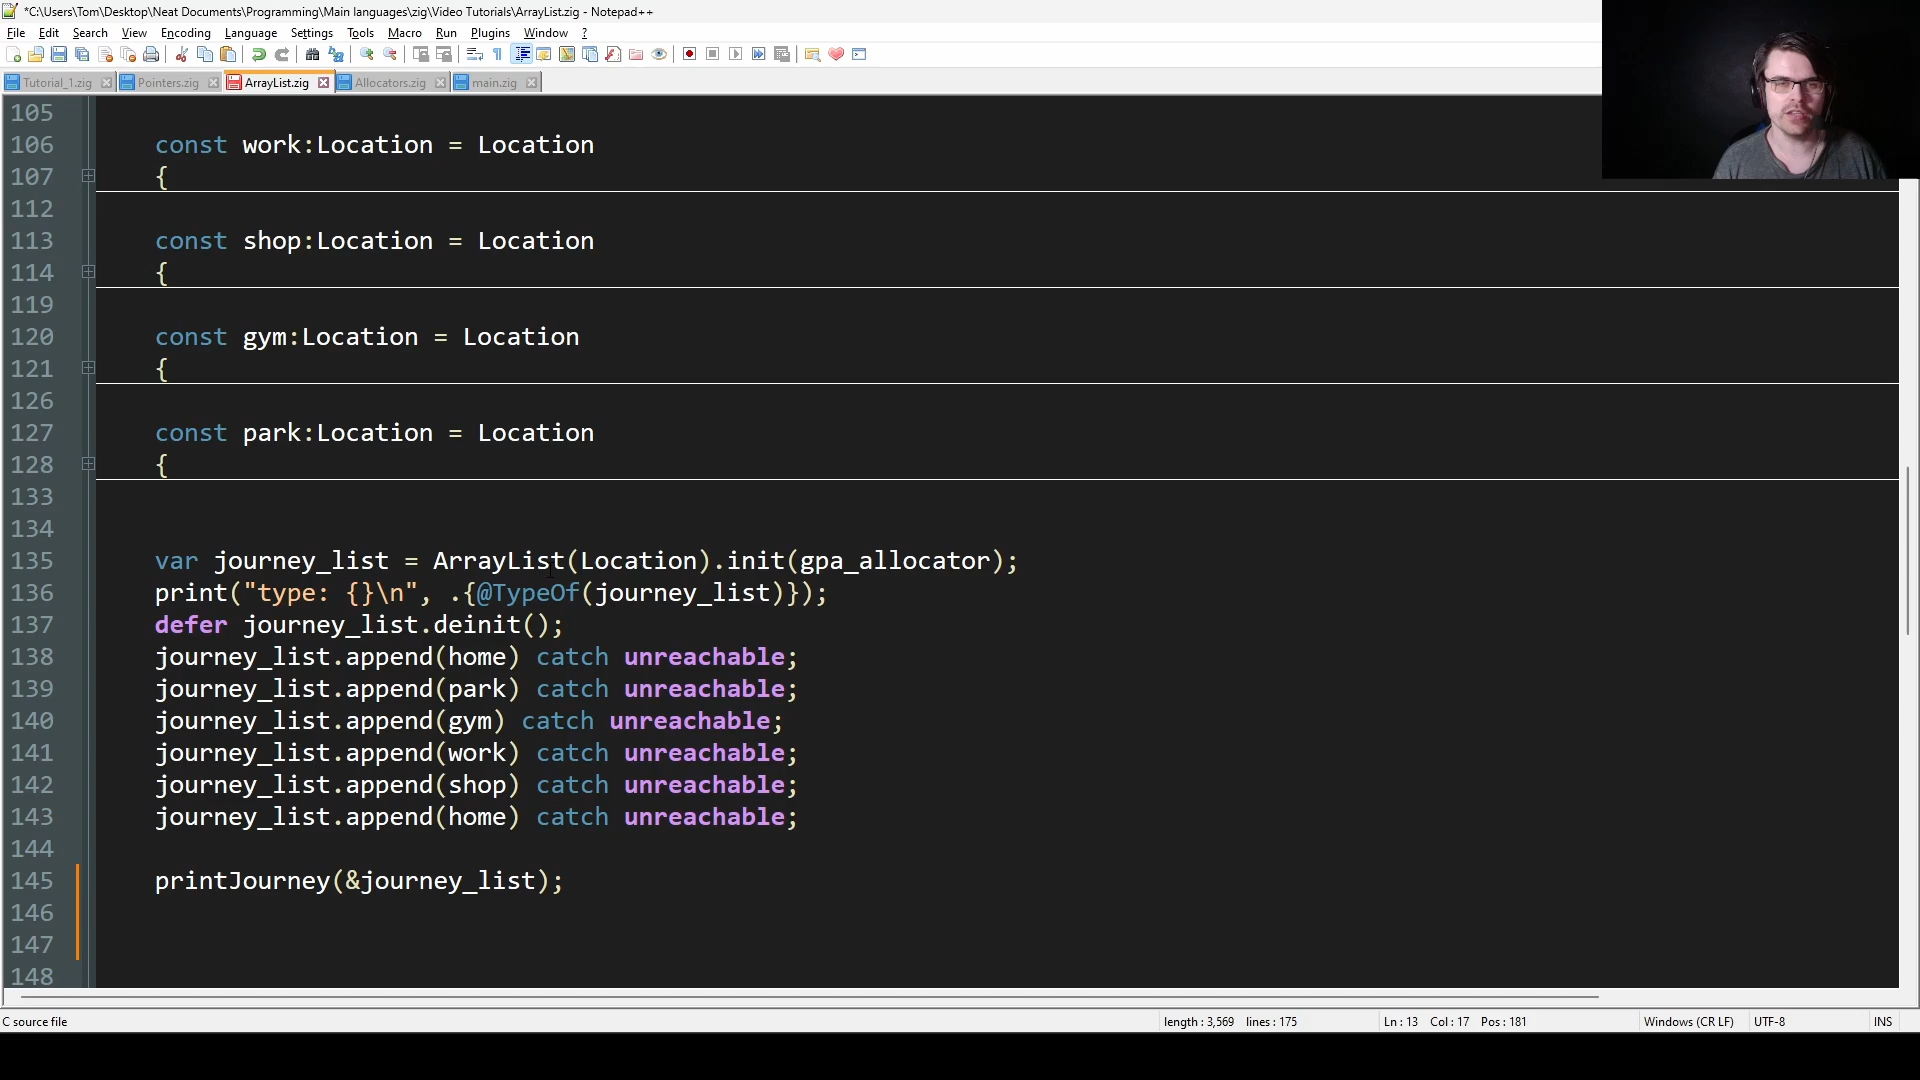 *C:\Users\Tom\Desktop\Neat Documents\Programming\Main languages\zig\Video Tutorials\ArrayList.zig - Notepad++
File Edit Search View Encoding Language Settings Tools Macro Run Plugins Window ?
Tutorial_1.zig Pointers.zig ArrayList.zig Allocators.zig main.zig
105
106 const work:Location = Location
107 {
112
113 const shop:Location = Location
114 {
119
120 const gym:Location = Location
121 {
126
127 const park:Location = Location
128 {
133
134
135 var journey_list = ArrayList(Location).init(gpa_allocator);
136 print("type: {}\n", .{@TypeOf(journey_list)});
137 defer journey_list.deinit();
138 journey_list.append(home) catch unreachable;
139 journey_list.append(park) catch unreachable;
140 journey_list.append(gym) catch unreachable;
141 journey_list.append(work) catch unreachable;
142 journey_list.append(shop) catch unreachable;
143 journey_list.append(home) catch unreachable;
144
145 printJourney(&journey_list);
146
147
148
C source file length : 3,569 lines : 175 Ln : 13 Col : 17 Pos : 181 Windows (CR LF) UTF-8 INS